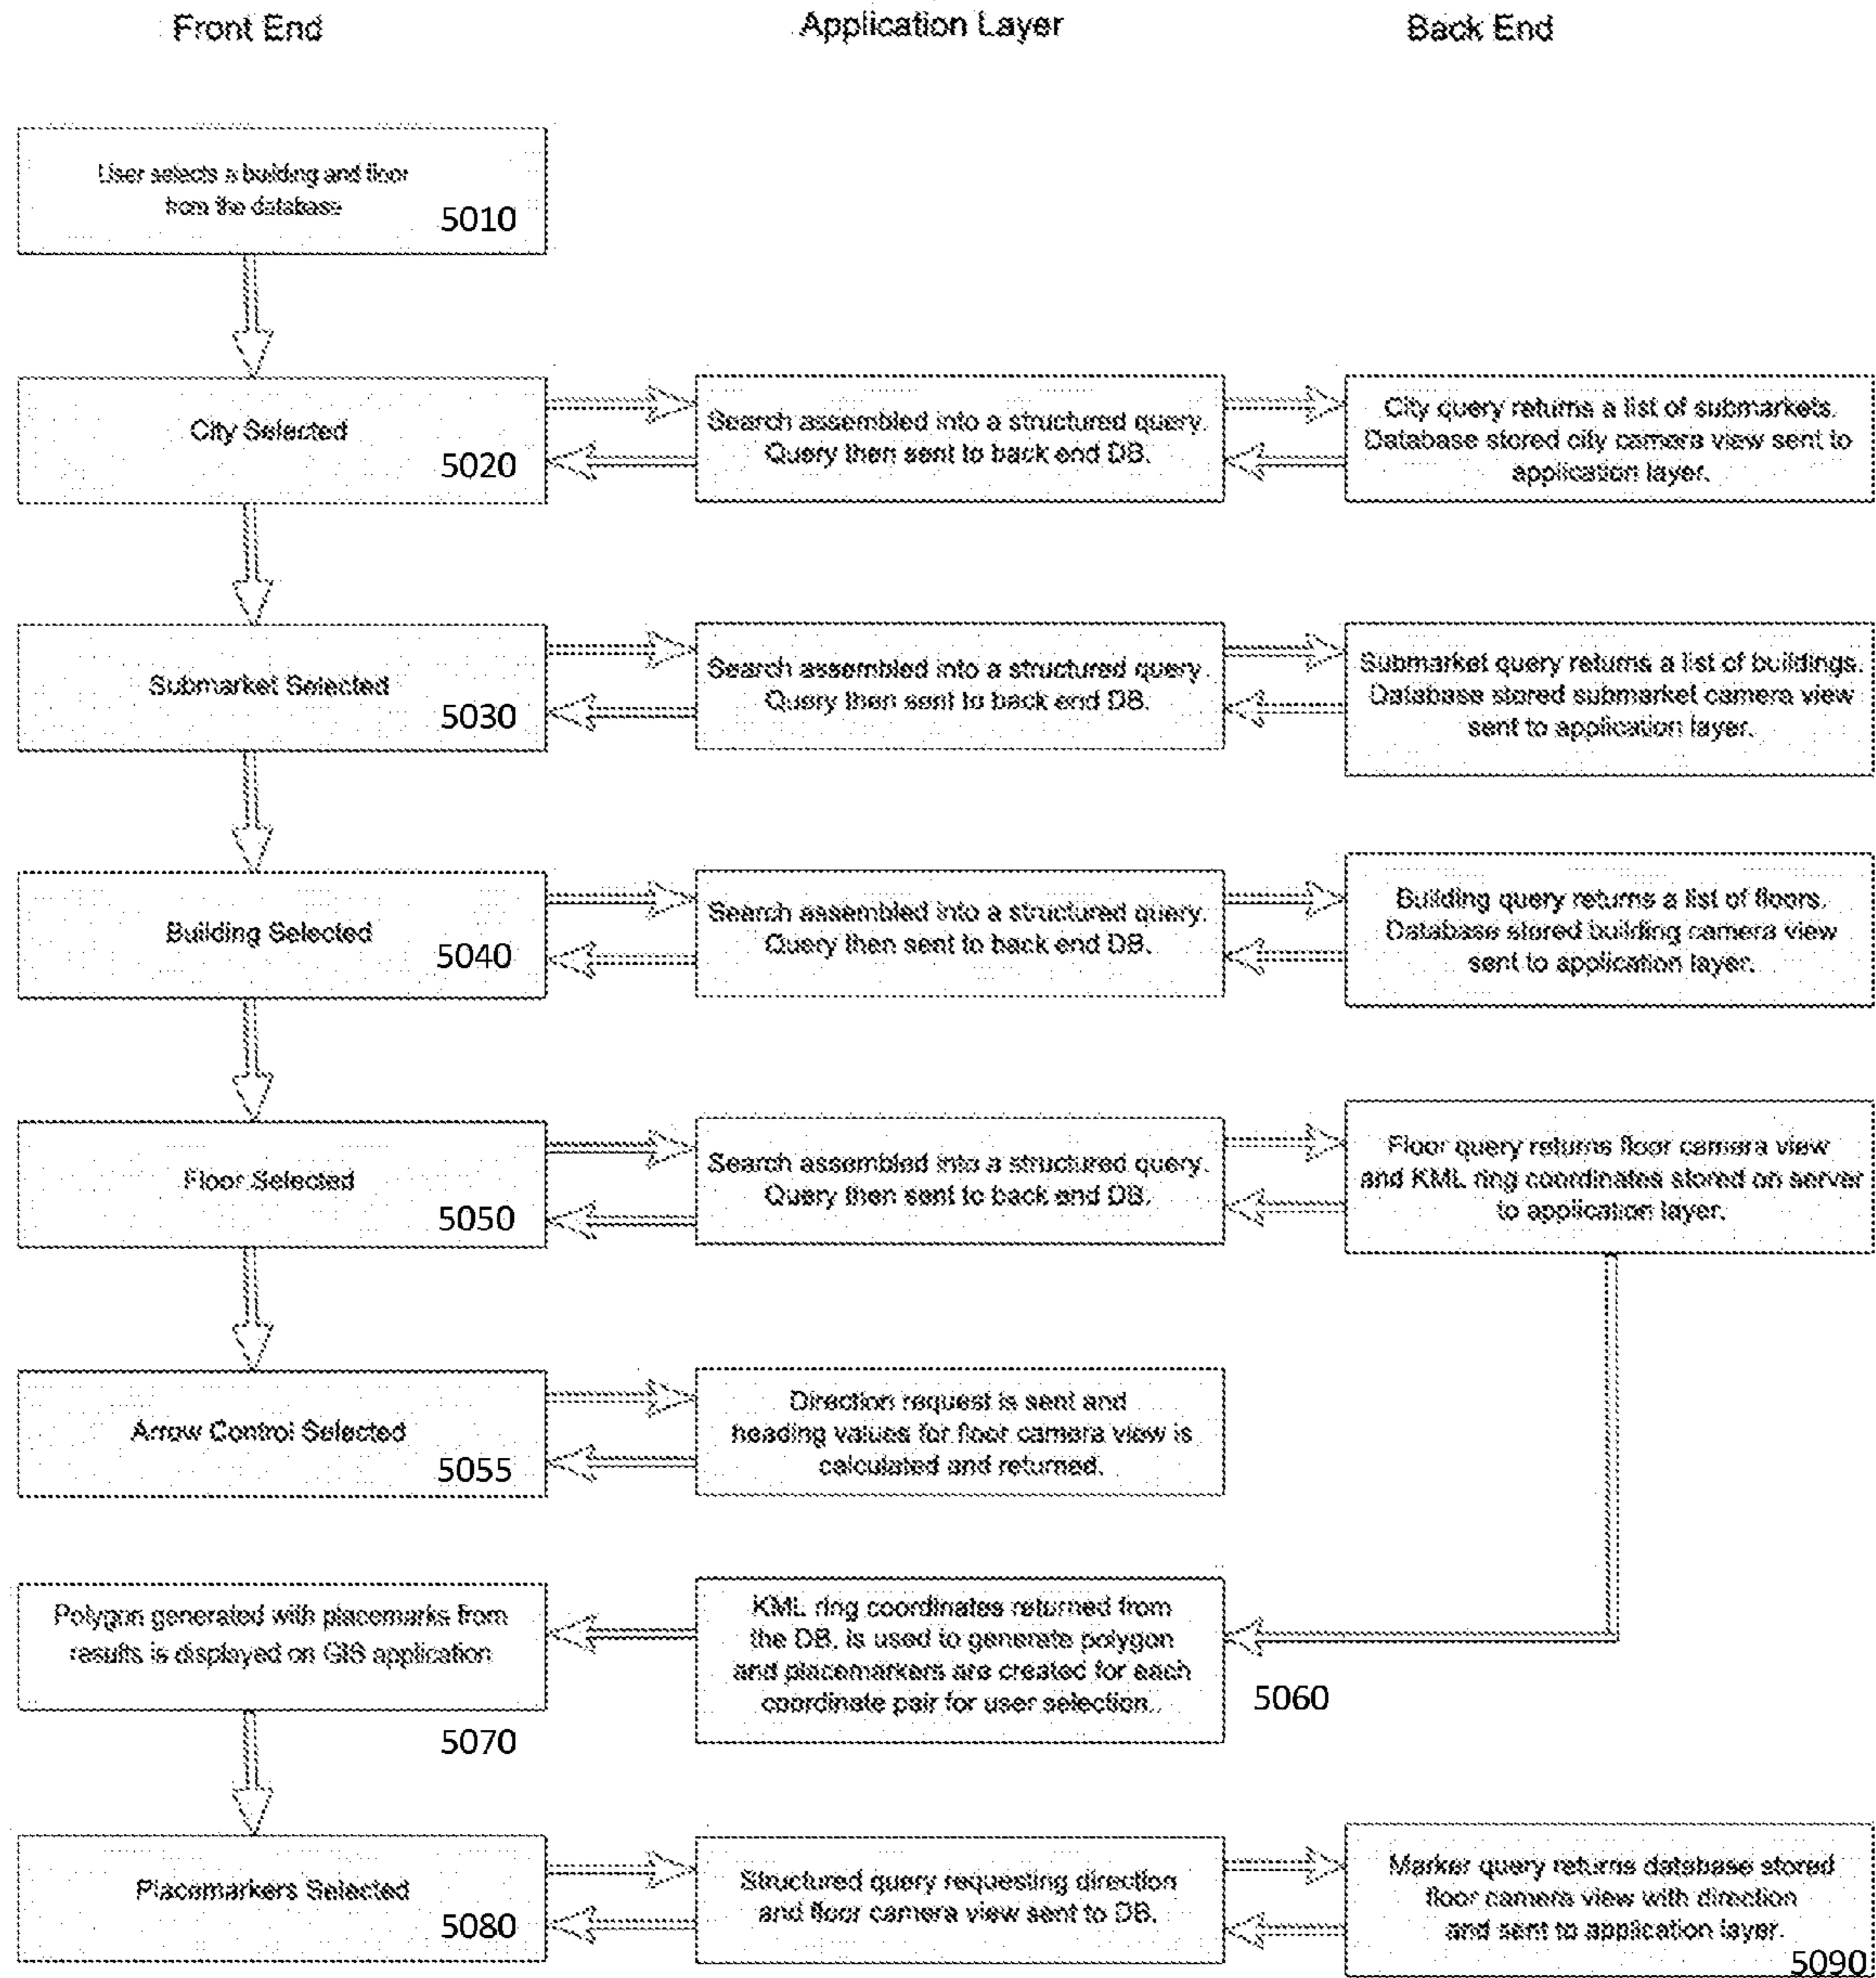 Front End
Application Layer
Back End
User selects a building and floor
from the database
5010
City Selected
5020
Search assembled into a structured query.
Query then sent to back end DB.
City query returns a list of submarkets.
Database stored city camera view sent to
application layer.
Submarket Selected
5030
Search assembled into a structured query.
Query then sent to back end DB.
Submarket query returns a list of buildings.
Database stored submarket camera view
sent to application layer.
Building Selected
5040
Search assembled into a structured query.
Query then sent to back end DB.
Building query returns a list of floors.
Database stored building camera view
sent to application layer.
Floor Selected
5050
Search assembled into a structured query.
Query then sent to back end DB.
Floor query returns floor camera view
and KML ring coordinates stored on server
to application layer.
Arrow Control Selected
5055
Direction request is sent and
heading values for floor camera view is
calculated and returned.
Polygon generated with placemarks from
results is displayed on GIS application
5070
KML ring coordinates returned from
the DB, is used to generate polygon
and placemarkers are created for each
coordinate pair for user selection.
5060
Placemarkers Selected
5080
Structured query requesting direction
and floor camera view sent to DB.
Marker query returns database stored
floor camera view with direction
and sent to application layer.
5090